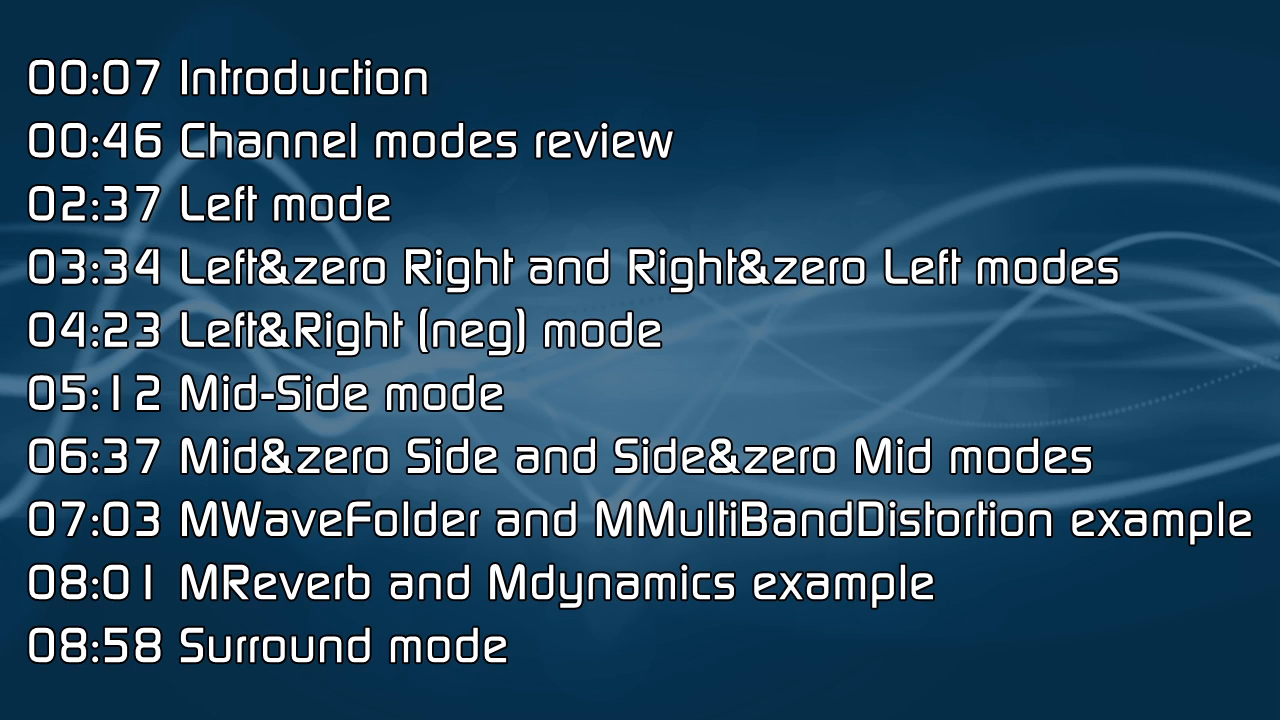 00:07 Introduction
00:46 Channel modes review
02:37 Left mode
03:34 Left&zero Right and Right&zero Left modes
04:23 Left&Right (neg) mode
05:12 Mid-Side mode
06:37 Mid&zero Side and Side&zero Mid modes
07:03 MWaveFolder and MMultiBandDistortion example
08:01 MReverb and Mdynamics example
08:58 Surround mode